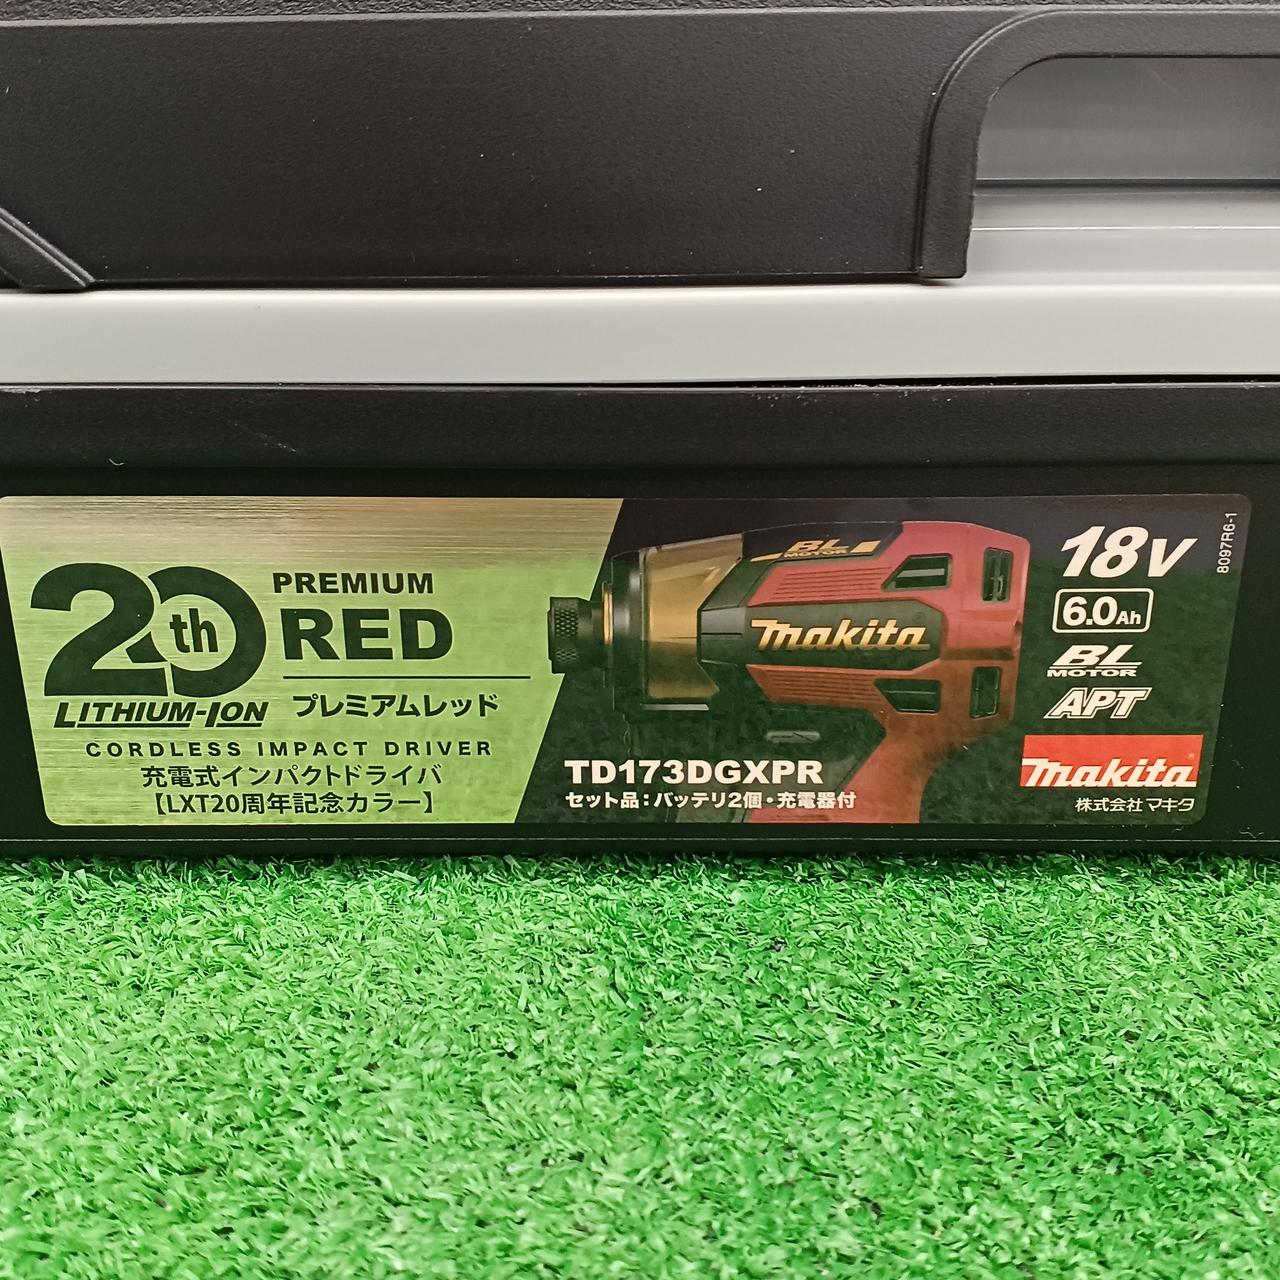 20th
LITHIUM-ION
PREMIUM
RED
プレミアムレッド
CORDLESS IMPACT DRIVER
充電式インパクトドライバ
【LXT20周年記念カラー】
BL
MOTOR
makita
TD173DGXPR
セット品：バッテリ2個・充電器付
18V
6.0Ah
BL
MOTOR
APT
makita
株式会社 マキタ
8097R6-1